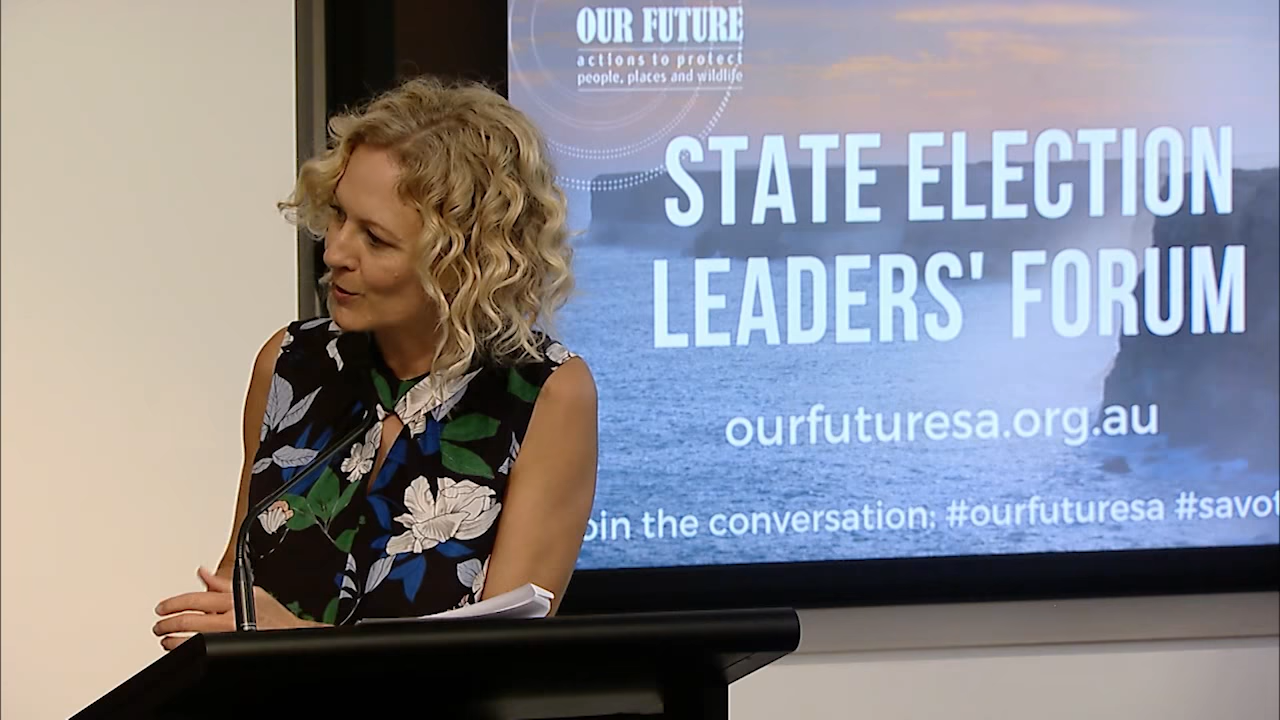 OUR FUTURE
actions to protect
people, places and wildlife
STATE ELECTION
LEADERS' FORUM
ourfuturesa.org.au
oin the conversation: #ourfuturesa #savot